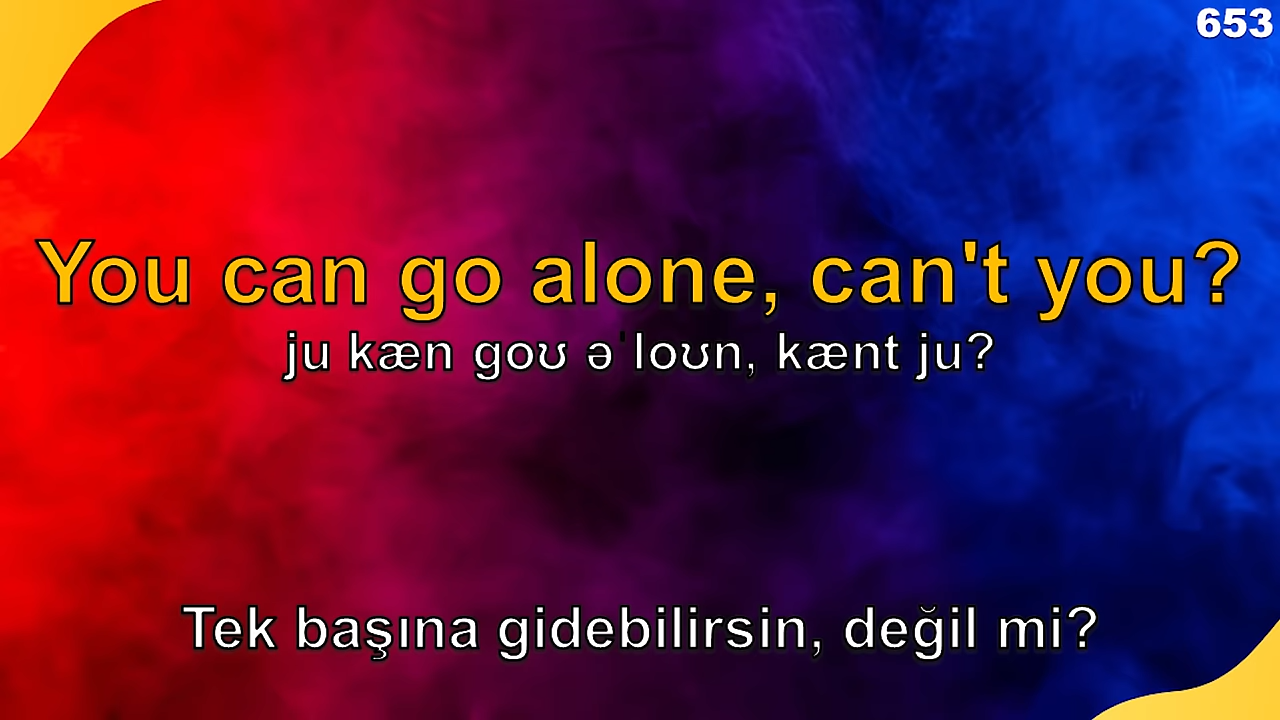 653
You can go alone, can't you?
ju kæn goʊ əˈloʊn, kænt ju?
Tek başına gidebilirsin, değil mi?